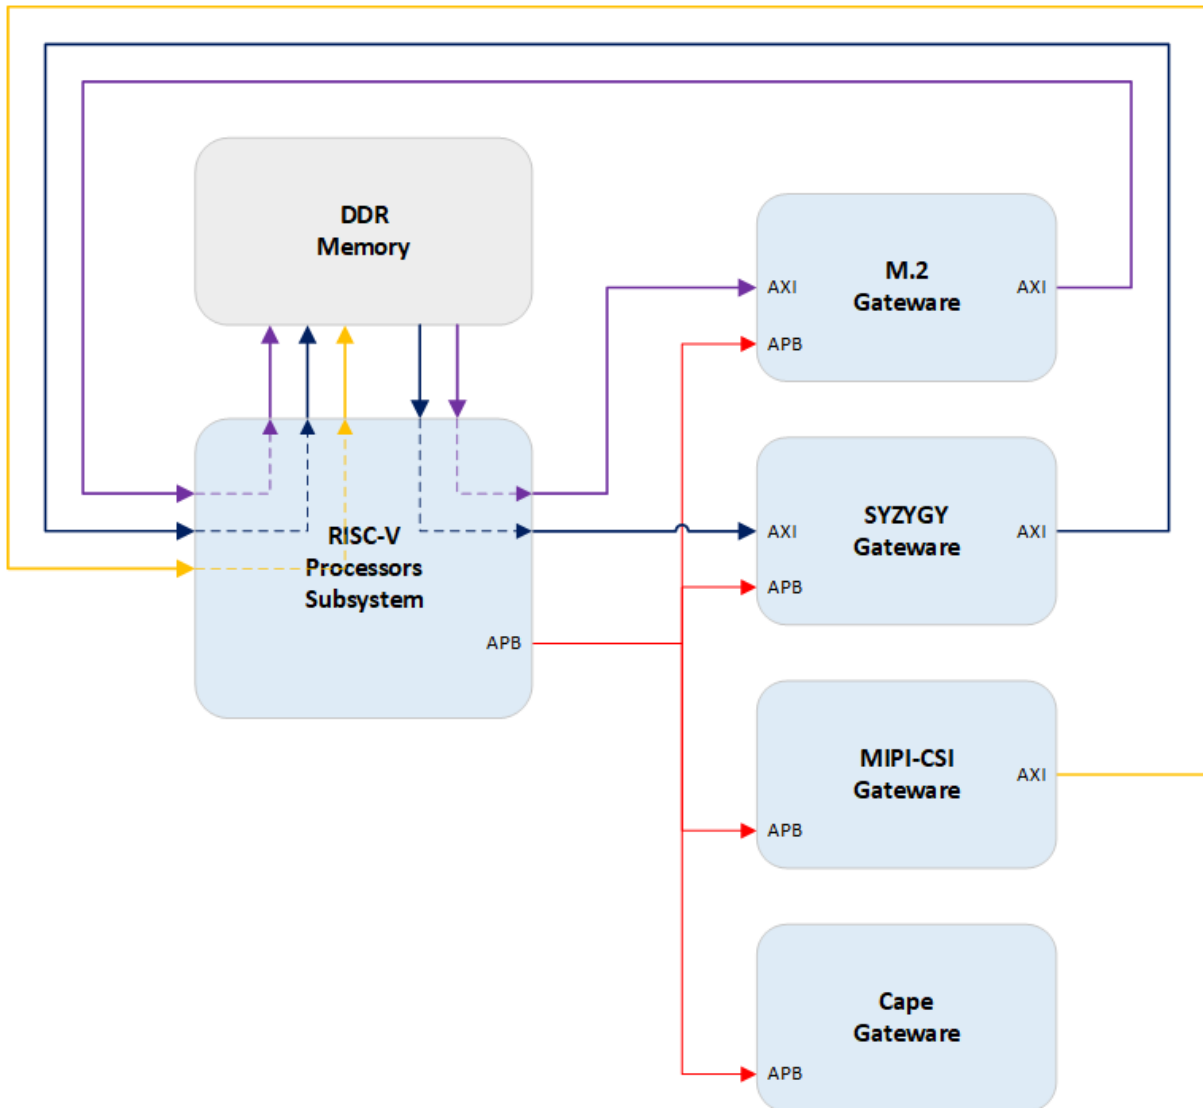 DDR
Memory
RISC-V
Processors
Subsystem
APB
M.2
Gateware
AXI
AXI
APB
SYZYGY
Gateware
AXI
AXI
APB
MIPI-CSI
Gateware
AXI
APB
Cape
Gateware
APB